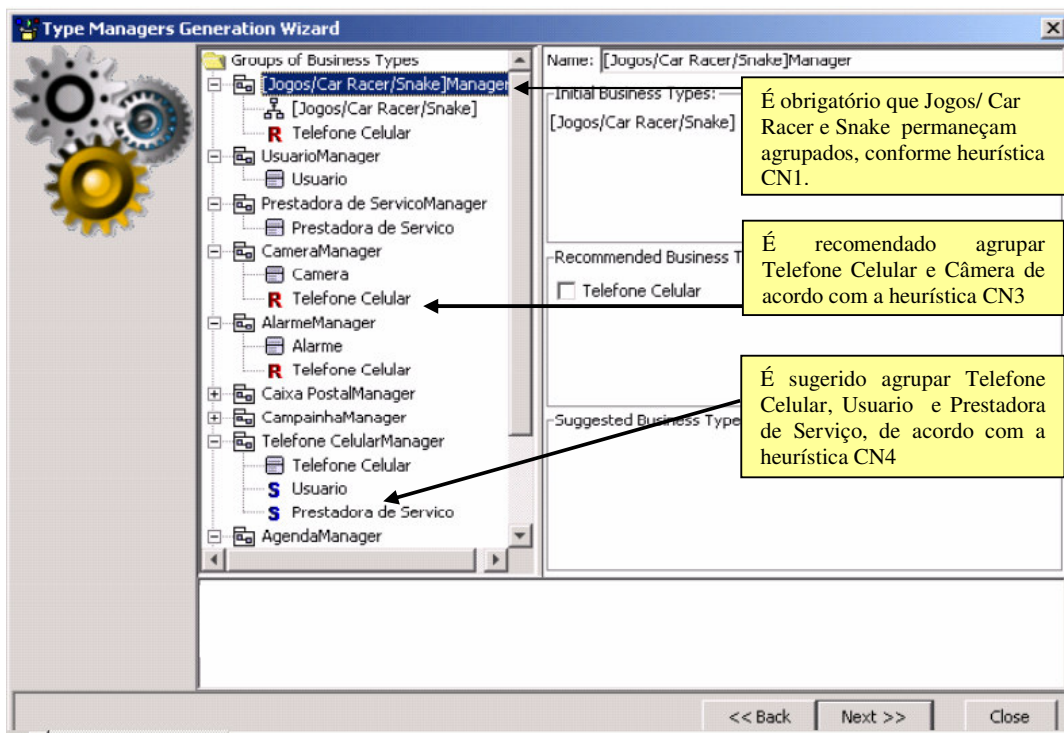 Type Managers Generation Wizard
Groups of Business Types
[Jogos/Car Racer/Snake]Manager
[Jogos/Car Racer/Snake]
R Telefone Celular
UsuarioManager
Usuario
Prestadora de ServicoManager
Prestadora de Servico
CameraManager
Camera
R Telefone Celular
AlarmeManager
Alarme
R Telefone Celular
Caixa PostalManager
CampainhaManager
Telefone CelularManager
Telefone Celular
S Usuario
S Prestadora de Servico
AgendaManager
Name: [Jogos/Car Racer/Snake]Manager
Initial Business Types:
[Jogos/Car Racer/Snake]
Recommended Business T
Telefone Celular
Suggested Business Type
É obrigatório que Jogos/ Car
Racer e Snake permaneçam
agrupados, conforme heurística
CN1.
É recomendado agrupar
Telefone Celular e Câmera de
acordo com a heurística CN3
É sugerido agrupar Telefone
Celular, Usuario e Prestadora
de Serviço, de acordo com a
heurística CN4
<< Back
Next >>
Close